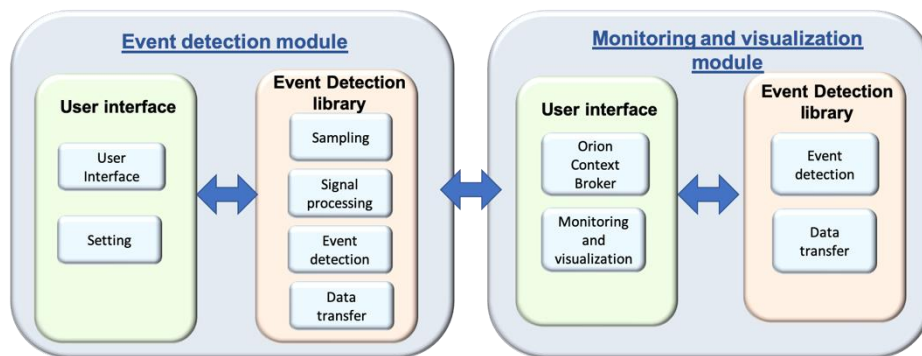 Event detection module
User interface
User
Interface
Setting
Event Detection
library
Sampling
Signal
processing
Event
detection
Data
transfer
Monitoring and visualization
module
User interface
Orion
Context
Broker
Monitoring
and
visualization
Event Detection
library
Event
detection
Data
transfer